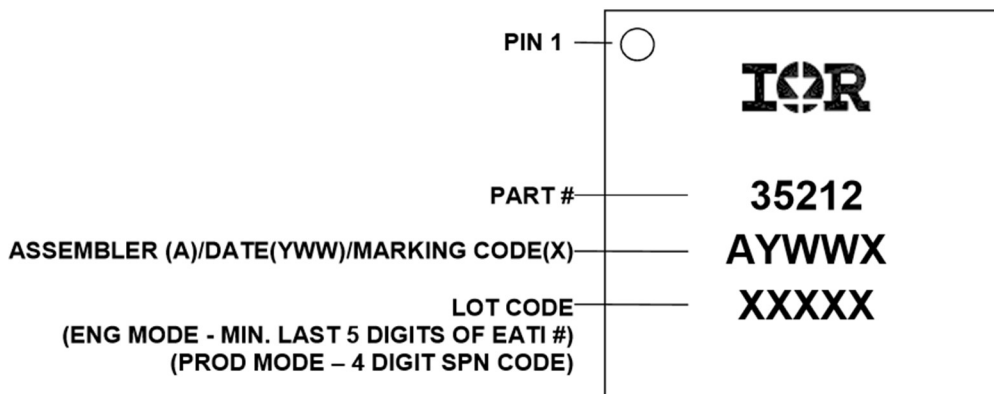 PIN 1
IOR
PART #
35212
ASSEMBLER (A)/DATE(YWW)/MARKING CODE(X)
AYWWX
LOT CODE
XXXXX
(ENG MODE - MIN. LAST 5 DIGITS OF EATI #)
(PROD MODE – 4 DIGIT SPN CODE)